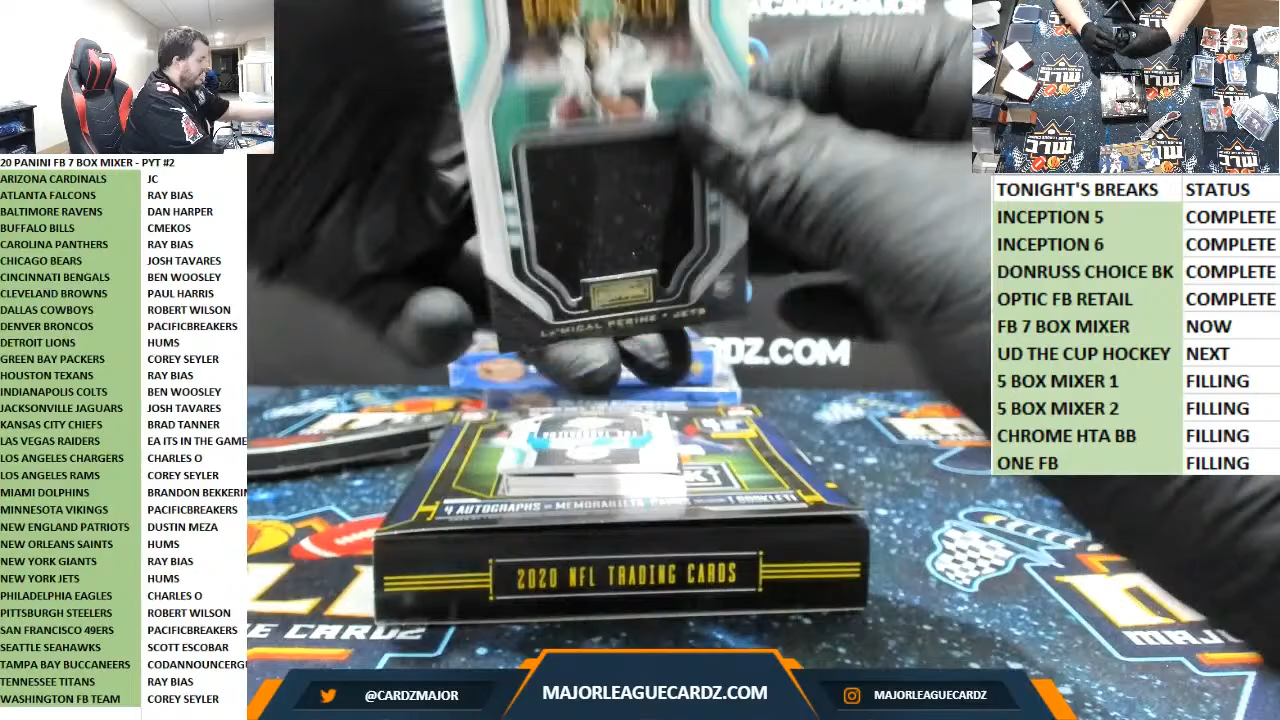 20 PANINI FB 7 BOX MIXER - PYT #2
ARIZONA CARDINALS JC
ATLANTA FALCONS RAY BIAS
BALTIMORE RAVENS DAN HARPER
BUFFALO BILLS CMEKOS
CAROLINA PANTHERS RAY BIAS
CHICAGO BEARS JOSH TAVARES
CINCINNATI BENGALS BEN WOOSLEY
CLEVELAND BROWNS PAUL HARRIS
DALLAS COWBOYS ROBERT WILSON
DENVER BRONCOS PACIFICBREAKERS
DETROIT LIONS HUMS
GREEN BAY PACKERS COREY SEYLER
HOUSTON TEXANS RAY BIAS
INDIANAPOLIS COLTS BEN WOOSLEY
JACKSONVILLE JAGUARS JOSH TAVARES
KANSAS CITY CHIEFS BRAD TANNER
LAS VEGAS RAIDERS EA ITS IN THE GAME
LOS ANGELES CHARGERS CHARLES O
LOS ANGELES RAMS COREY SEYLER
MIAMI DOLPHINS BRANDON BEKKERIN
MINNESOTA VIKINGS PACIFICBREAKERS
NEW ENGLAND PATRIOTS DUSTIN MEZA
NEW ORLEANS SAINTS HUMS
NEW YORK GIANTS RAY BIAS
NEW YORK JETS HUMS
PHILADELPHIA EAGLES CHARLES O
PITTSBURGH STEELERS ROBERT WILSON
SAN FRANCISCO 49ERS PACIFICBREAKERS
SEATTLE SEAHAWKS SCOTT ESCOBAR
TAMPA BAY BUCCANEERS CODANNOUNCERGU
TENNESSEE TITANS RAY BIAS
WASHINGTON FB TEAM COREY SEYLER
LA'MICAL PERINE • JETS
DZ.COM
4 AUTOGRAPHS
2020 NFL TRADING CARDS
E CARDZ
TONIGHT'S BREAKS STATUS
INCEPTION 5 COMPLETE
INCEPTION 6 COMPLETE
DONRUSS CHOICE BK COMPLETE
OPTIC FB RETAIL COMPLETE
FB 7 BOX MIXER NOW
UD THE CUP HOCKEY NEXT
5 BOX MIXER 1 FILLING
5 BOX MIXER 2 FILLING
CHROME HTA BB FILLING
ONE FB FILLING
@CARDZMAJOR
MAJORLEAGUECARDZ.COM
MAJORLEAGUECARDZ